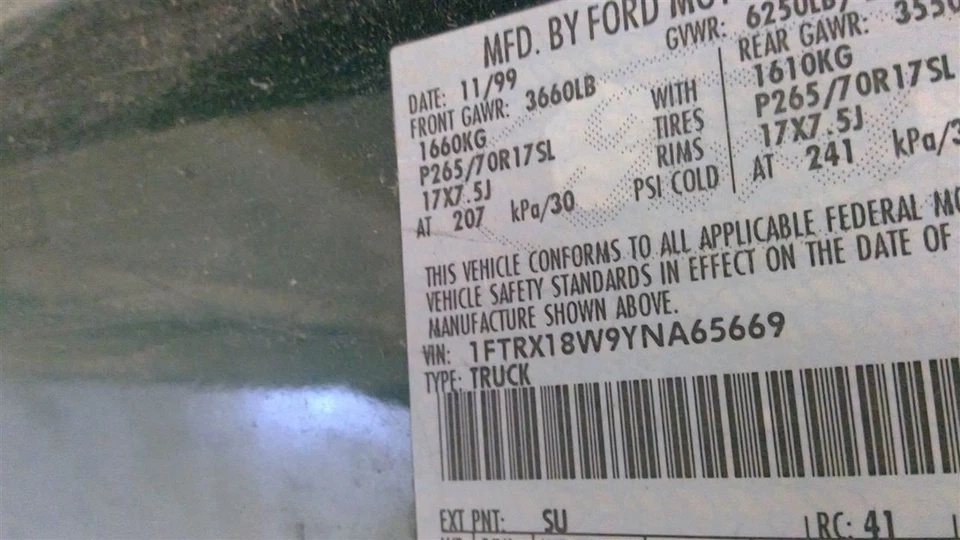 MFD. BY FORD
DATE: 11/99 GVWR: 6250LB/
FRONT GAWR: 3660LB REAR GAWR:
1660KG WITH 1610KG
P265/70R17SL TIRES P265/70R17SL
17X7.5J RIMS 17X7.5J
AT 207 kPa/30 PSI COLD AT 241 kPa/3
THIS VEHICLE CONFORMS TO ALL APPLICABLE FEDERAL MO
VEHICLE SAFETY STANDARDS IN EFFECT ON THE DATE OF
MANUFACTURE SHOWN ABOVE.
VIN: 1FTRX18W9YNA65669
TYPE: TRUCK
EXT PNT: SU RC: 41